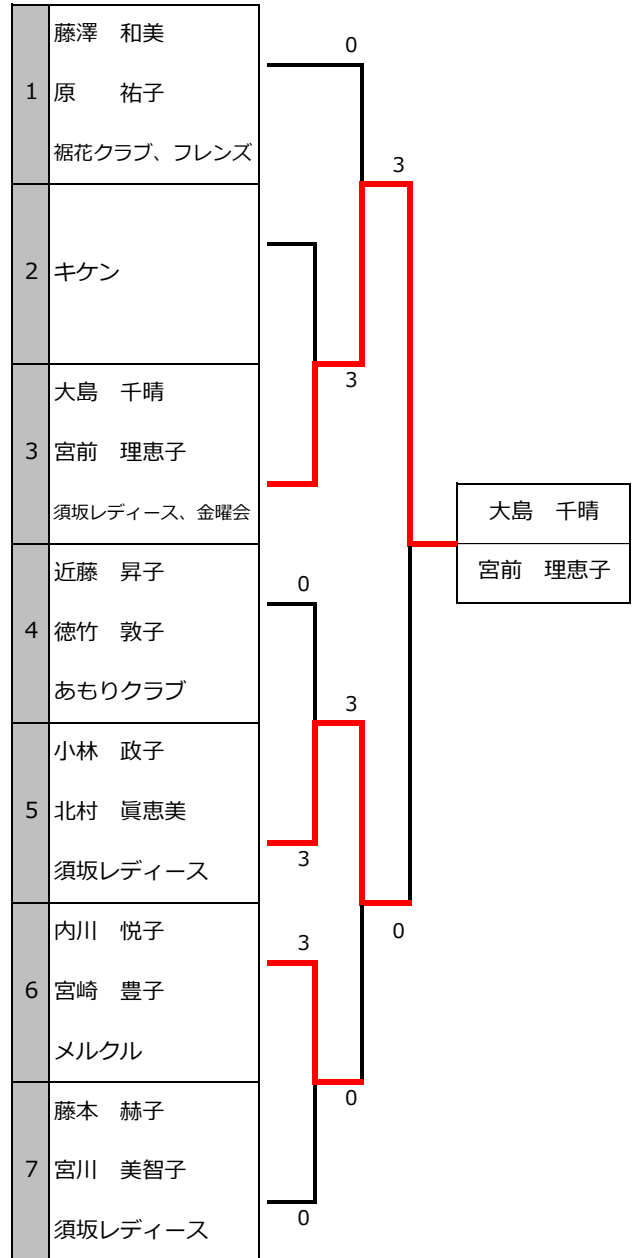 1
藤澤　和美
原　　祐子
裾花クラブ、フレンズ
2
キケン
3
大島　千晴
宮前　理恵子
須坂レディース、金曜会
4
近藤　昇子
徳竹　敦子
あもりクラブ
5
小林　政子
北村　眞恵美
須坂レディース
6
内川　悦子
宮崎　豊子
メルクル
7
藤本　赫子
宮川　美智子
須坂レディース
0
3
3
0
3
3
0
3
0
0
大島　千晴
宮前　理恵子